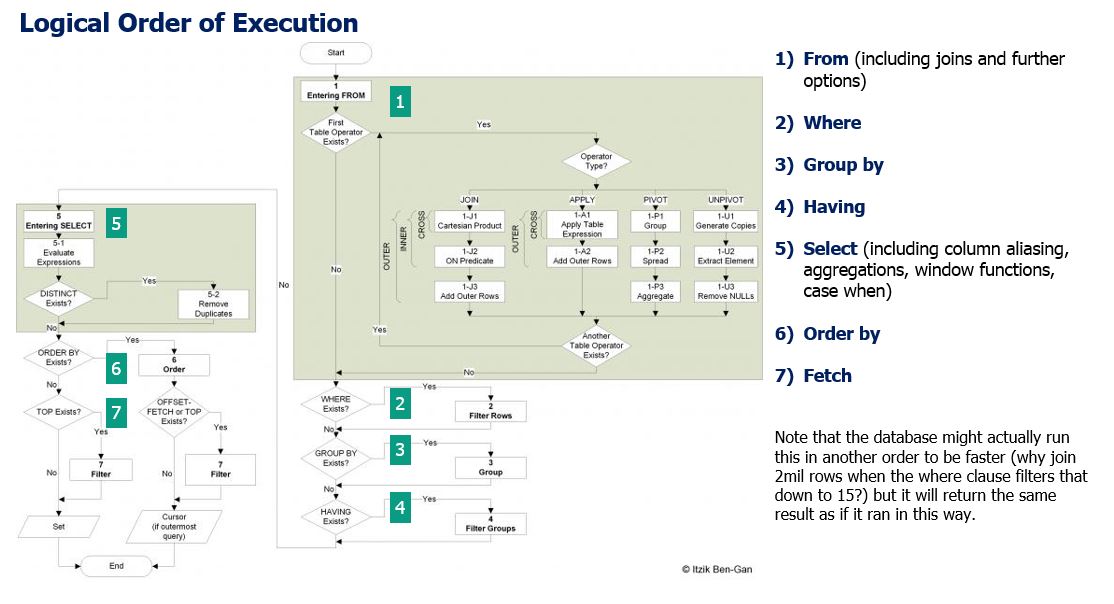 Logical Order of Execution
Start
1
Entering FROM
1
First
Table Operator
Exists?
Yes
Operator
Type?
JOIN
APPLY
PIVOT
UNPIVOT
OUTER
INNER
CROSS
1-J1
Cartesian Product
1-J2
ON Predicate
1-J3
Add Outer Rows
OUTER
CROSS
1-A1
Apply Table
Expression
1-A2
Add Outer Rows
1-P1
Group
1-P2
Spread
1-P3
Aggregate
1-U1
Generate Copies
1-U2
Extract Element
1-U3
Remove NULLs
No
Yes
Another
Table Operator
Exists?
No
WHERE
Exists?
Yes
2
2
Filter Rows
No
GROUP BY
Exists?
Yes
3
3
Group
No
HAVING
Exists?
Yes
4
4
Filter Groups
No
5
Entering SELECT
5
5-1
Evaluate
Expressions
DISTINCT
Exists?
Yes
5-2
Remove
Duplicates
No
ORDER BY
Exists?
Yes
6
6
Order
No
TOP Exists?
7
Yes
7
Filter
No
OFFSET-
FETCH or TOP
Exists?
Yes
7
Filter
No
Set
Cursor
(if outermost
query)
End
© Itzik Ben-Gan
1) From (including joins and further
options)
2) Where
3) Group by
4) Having
5) Select (including column aliasing,
aggregations, window functions,
case when)
6) Order by
7) Fetch
Note that the database might actually run
this in another order to be faster (why join
2mil rows when the where clause filters that
down to 15?) but it will return the same
result as if it ran in this way.